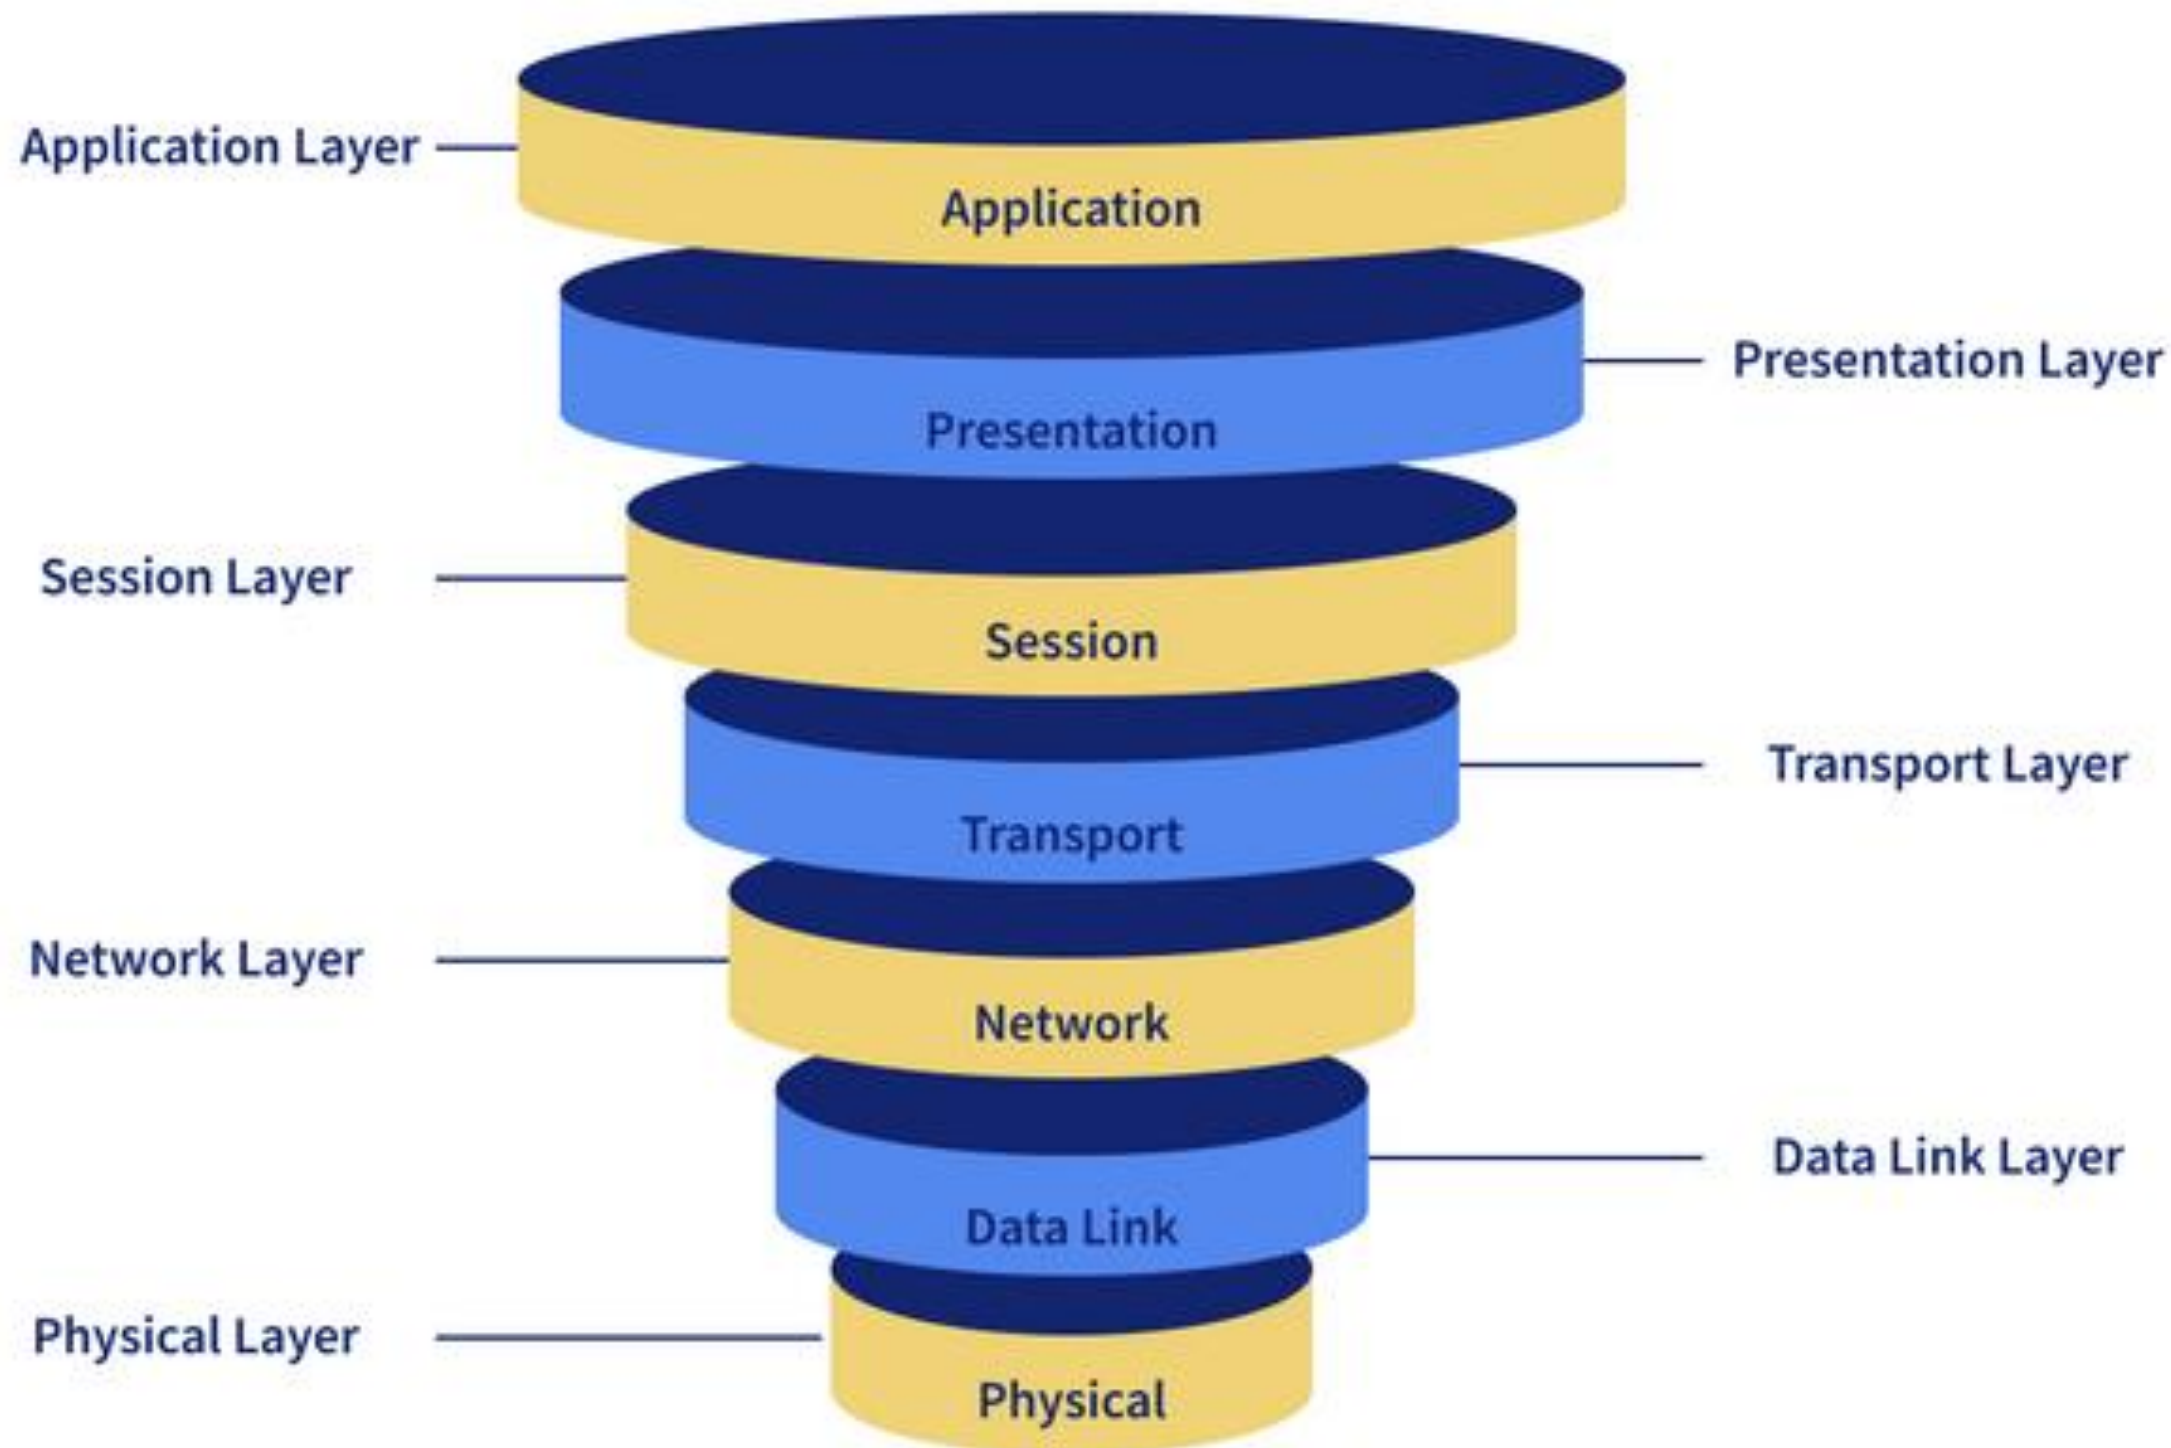 Application Layer
Application
Presentation Layer
Presentation
Session Layer
Session
Transport Layer
Transport
Network Layer
Network
Data Link Layer
Data Link
Physical Layer
Physical